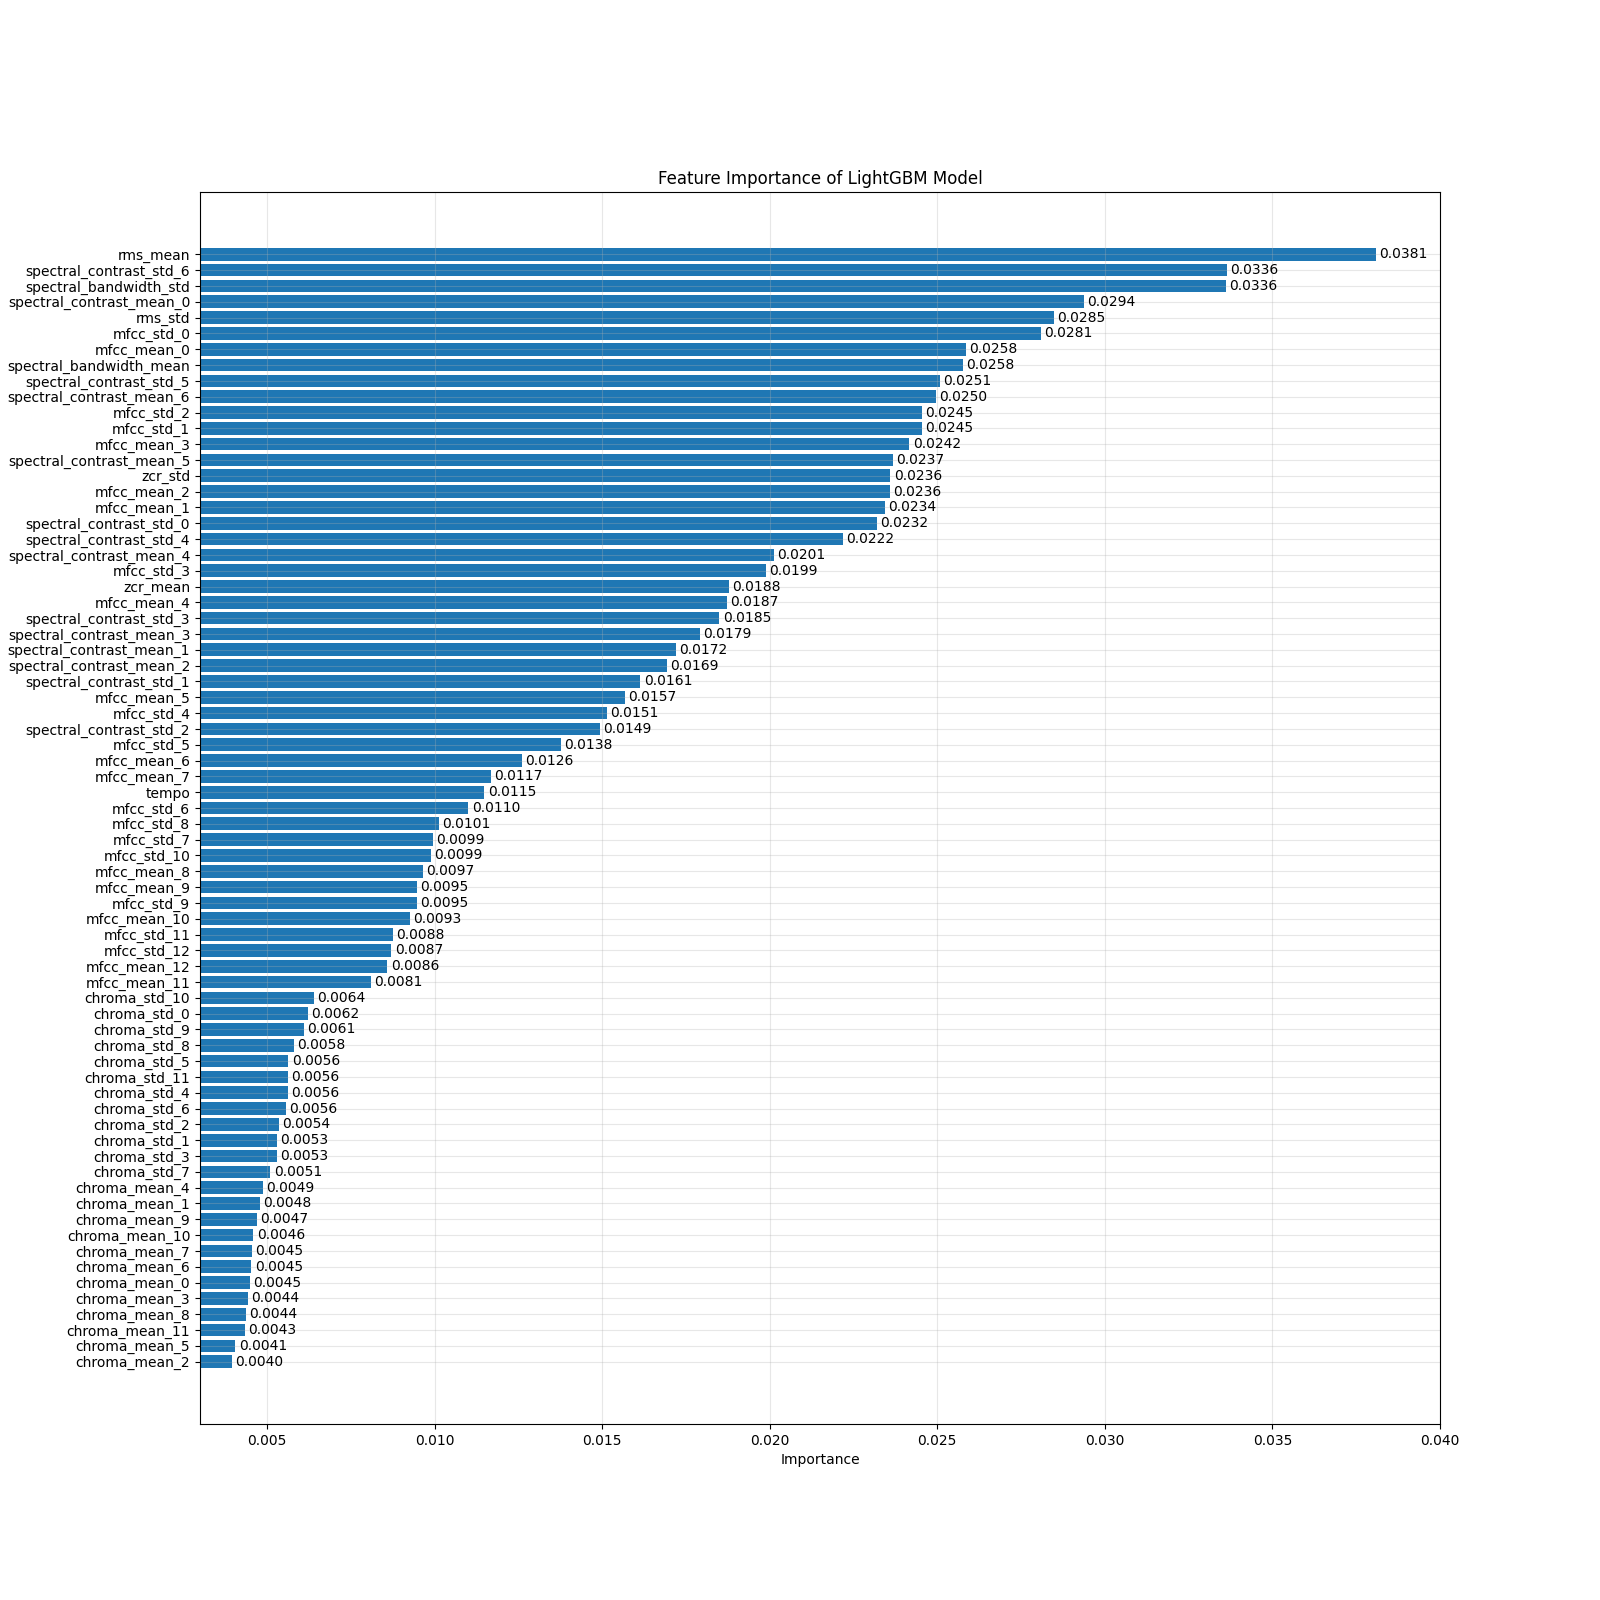 Feature Importance of LightGBM Model
rms_mean 0.0381
spectral_contrast_std_6 0.0336
spectral_bandwidth_std 0.0336
spectral_contrast_mean_0 0.0294
rms_std 0.0285
mfcc_std_0 0.0281
mfcc_mean_0 0.0258
spectral_bandwidth_mean 0.0258
spectral_contrast_std_5 0.0251
spectral_contrast_mean_6 0.0250
mfcc_std_2 0.0245
mfcc_std_1 0.0245
mfcc_mean_3 0.0242
spectral_contrast_mean_5 0.0237
zcr_std 0.0236
mfcc_mean_2 0.0236
mfcc_mean_1 0.0234
spectral_contrast_std_0 0.0232
spectral_contrast_std_4 0.0222
spectral_contrast_mean_4 0.0201
mfcc_std_3 0.0199
zcr_mean 0.0188
mfcc_mean_4 0.0187
spectral_contrast_std_3 0.0185
spectral_contrast_mean_3 0.0179
spectral_contrast_mean_1 0.0172
spectral_contrast_mean_2 0.0169
spectral_contrast_std_1 0.0161
mfcc_mean_5 0.0157
mfcc_std_4 0.0151
spectral_contrast_std_2 0.0149
mfcc_std_5 0.0138
mfcc_mean_6 0.0126
mfcc_mean_7 0.0117
tempo 0.0115
mfcc_std_6 0.0110
mfcc_std_8 0.0101
mfcc_std_7 0.0099
mfcc_std_10 0.0099
mfcc_mean_8 0.0097
mfcc_mean_9 0.0095
mfcc_std_9 0.0095
mfcc_mean_10 0.0093
mfcc_std_11 0.0088
mfcc_std_12 0.0087
mfcc_mean_12 0.0086
mfcc_mean_11 0.0081
chroma_std_10 0.0064
chroma_std_0 0.0062
chroma_std_9 0.0061
chroma_std_8 0.0058
chroma_std_5 0.0056
chroma_std_11 0.0056
chroma_std_4 0.0056
chroma_std_6 0.0056
chroma_std_2 0.0054
chroma_std_1 0.0053
chroma_std_3 0.0053
chroma_std_7 0.0051
chroma_mean_4 0.0049
chroma_mean_1 0.0048
chroma_mean_9 0.0047
chroma_mean_10 0.0046
chroma_mean_7 0.0045
chroma_mean_6 0.0045
chroma_mean_0 0.0045
chroma_mean_3 0.0044
chroma_mean_8 0.0044
chroma_mean_11 0.0043
chroma_mean_5 0.0041
chroma_mean_2 0.0040
0.005 0.010 0.015 0.020 0.025 0.030 0.035 0.040
Importance